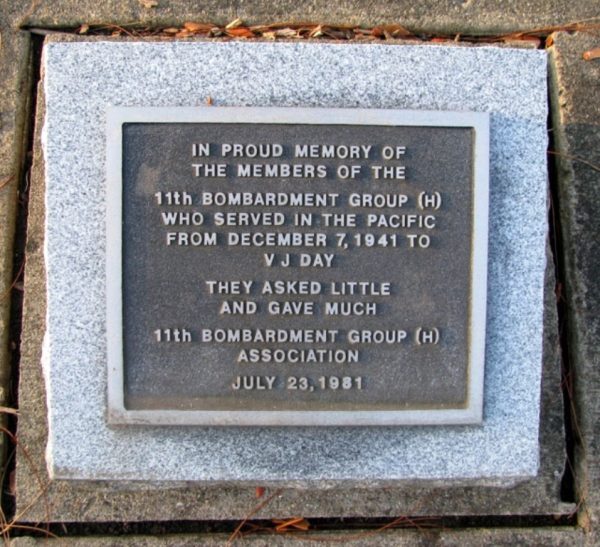 IN PROUD MEMORY OF
THE MEMBERS OF THE
11th BOMBARDMENT GROUP (H)
WHO SERVED IN THE PACIFIC
FROM DECEMBER 7, 1941 TO
V J DAY
THEY ASKED LITTLE
AND GAVE MUCH
11th BOMBARDMENT GROUP (H)
ASSOCIATION
JULY 23, 1981